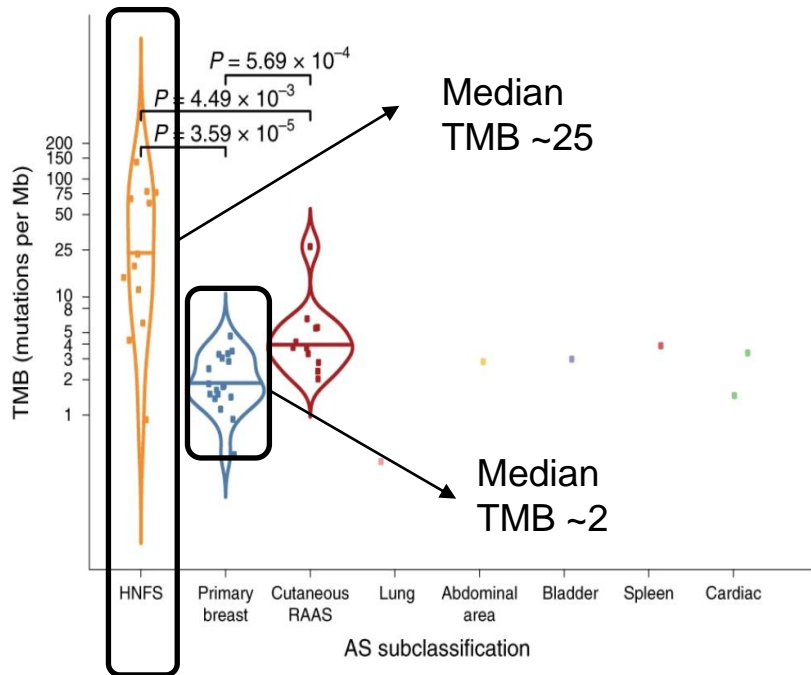 P = 5.69 × 10⁻⁴
P = 4.49 × 10⁻³
P = 3.59 × 10⁻⁵
Median
TMB ~25
Median
TMB ~2
TMB (mutations per Mb)
200
150
100
75
50
25
10
8
5
4
3
2
1
HNFS
Primary
breast
Cutaneous
RAAS
Lung
Abdominal
area
Bladder
Spleen
Cardiac
AS subclassification